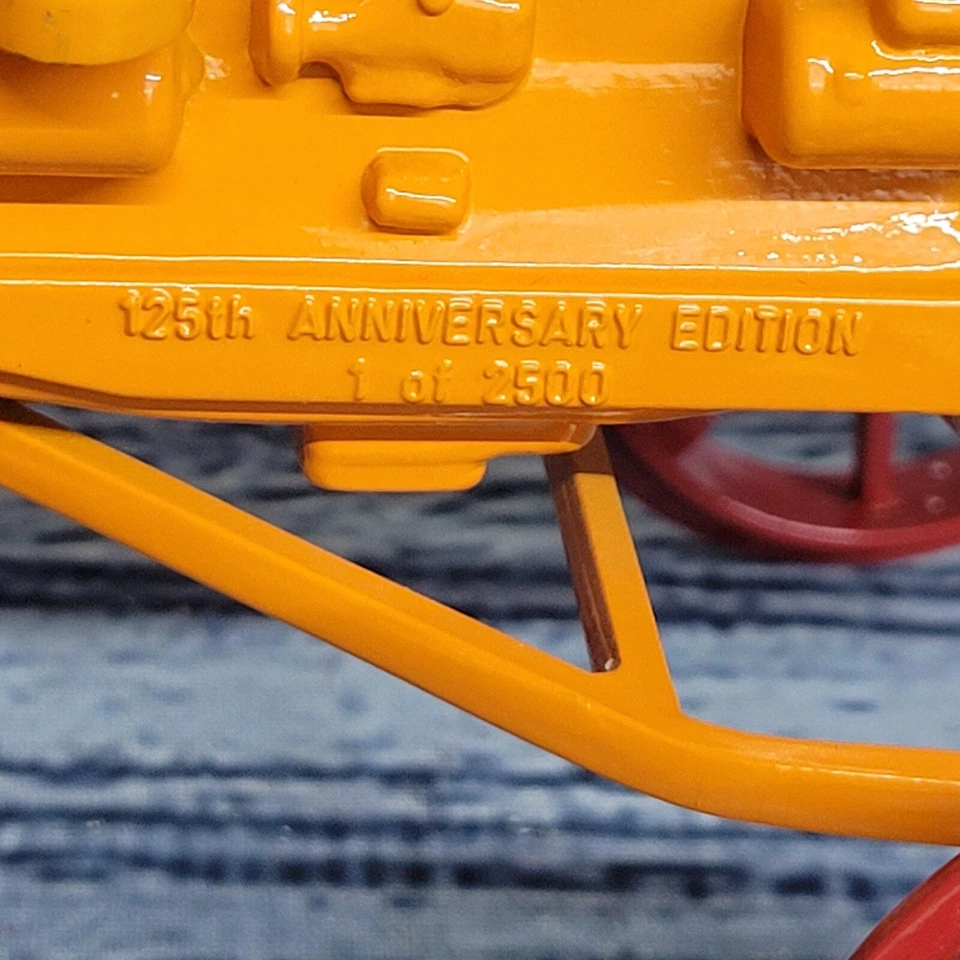 125th ANNIVERSARY EDITION
1 of 2500